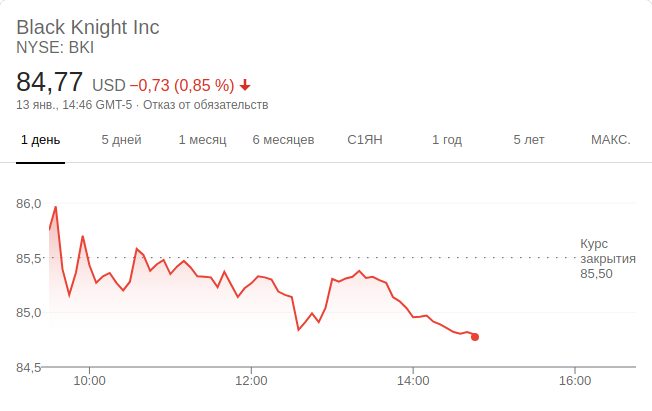 Black Knight Inc
NYSE: BKI
84,77 USD −0,73 (0,85 %)
13 янв., 14:46 GMT-5 · Отказ от обязательств
1 день 5 дней 1 месяц 6 месяцев С1ЯН 1 год 5 лет МАКС.
86,0
Курс
85,5 закрытия
85,50
85,0
84,5
10:00 12:00 14:00 16:00